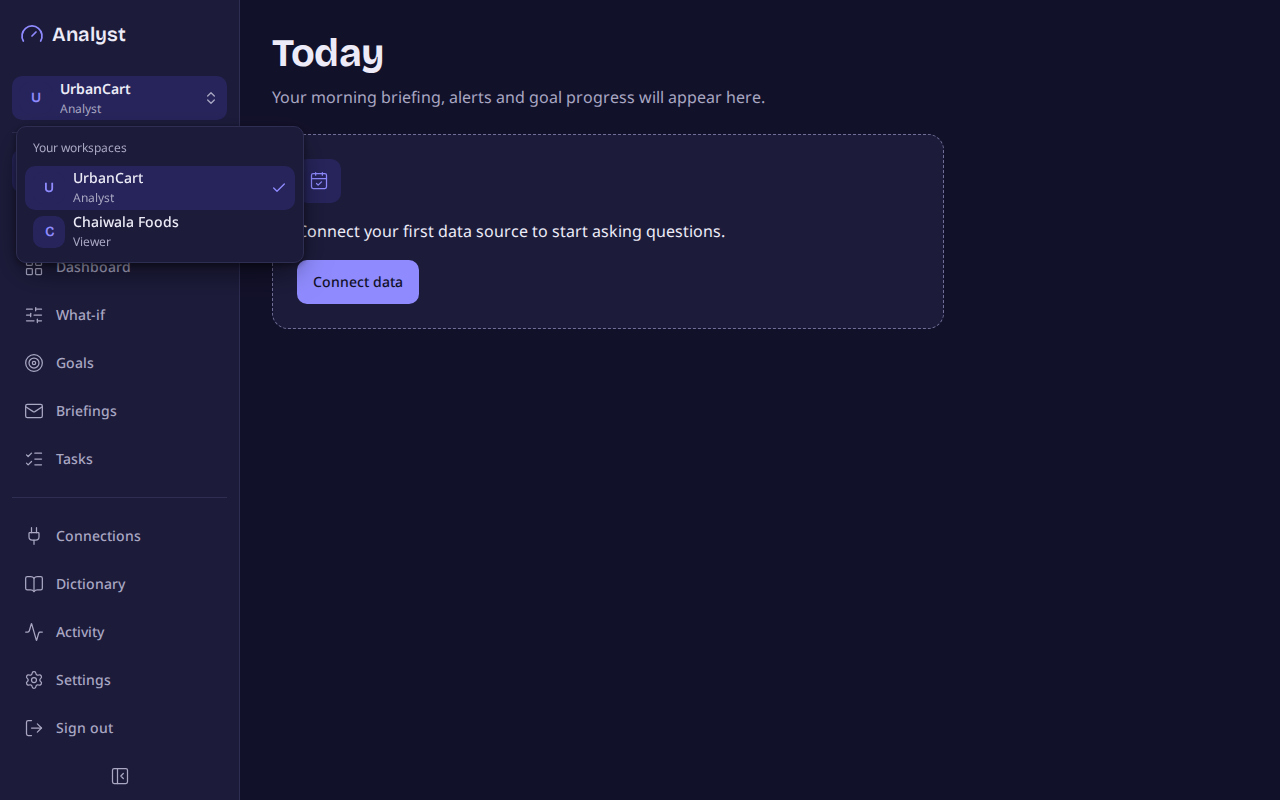 Analyst
U
UrbanCart
Analyst
Your workspaces
U
UrbanCart
Analyst
C
Chaiwala Foods
Viewer
Dashboard
What-if
Goals
Briefings
Tasks
Connections
Dictionary
Activity
Settings
Sign out
Today
Your morning briefing, alerts and goal progress will appear here.
Connect your first data source to start asking questions.
Connect data